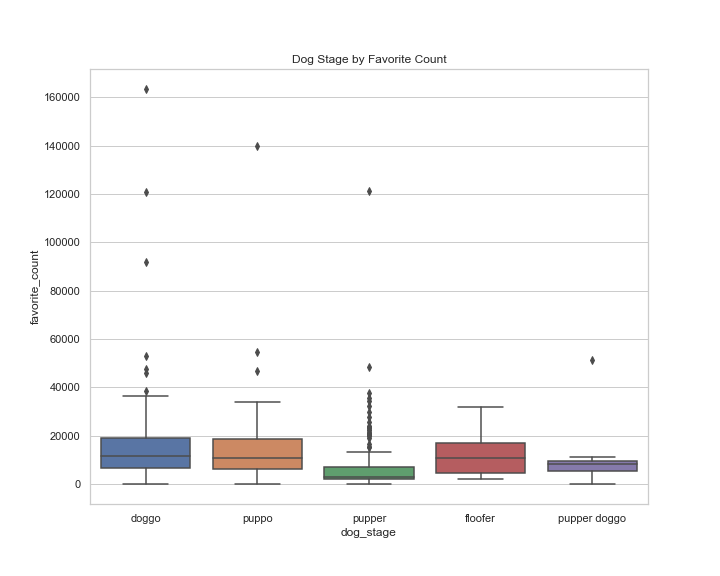 Dog Stage by Favorite Count
160000
140000
120000
100000
80000
60000
40000
20000
0
favorite_count
doggo puppo pupper floofer pupper doggo
dog_stage